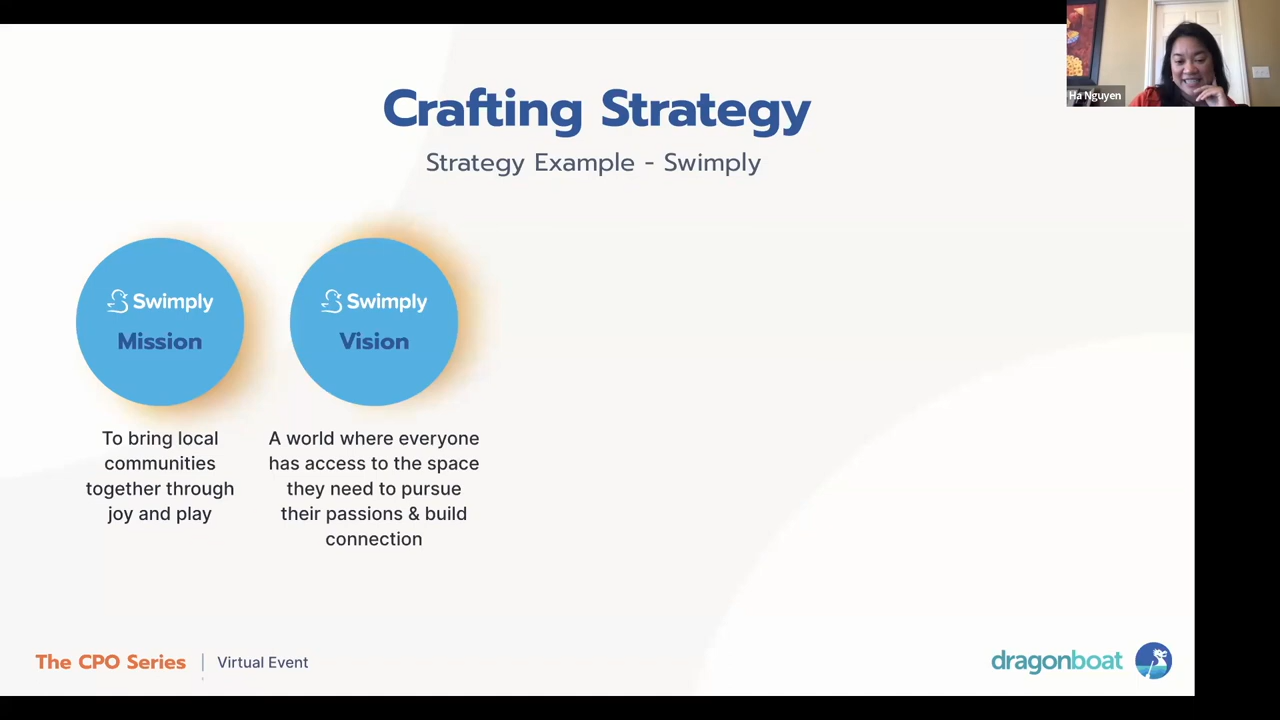 Ha Nguyen
Crafting Strategy
Strategy Example - Swimply
Swimply
Mission
To bring local
communities
together through
joy and play
Swimply
Vision
A world where everyone
has access to the space
they need to pursue
their passions & build
connection
The CPO Series
Virtual Event
dragonboat